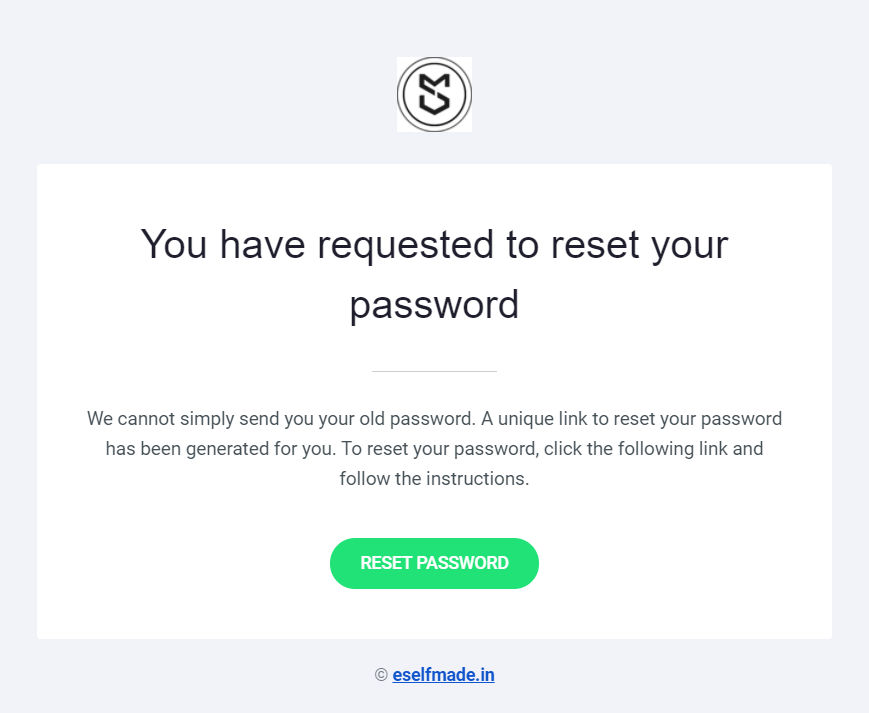 You have requested to reset your
password
We cannot simply send you your old password. A unique link to reset your password
has been generated for you. To reset your password, click the following link and
follow the instructions.
RESET PASSWORD
© eselfmade.in